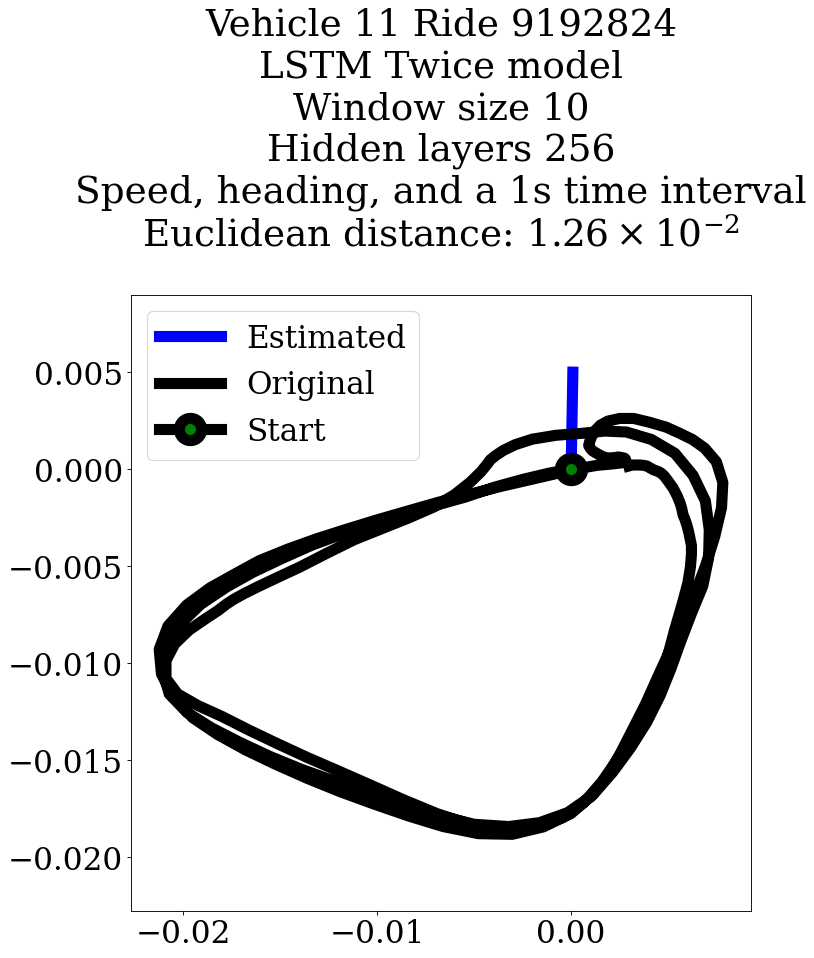 Vehicle 11 Ride 9192824
LSTM Twice model
Window size 10
Hidden layers 256
Speed, heading, and a 1s time interval
Euclidean distance: 1.26 × 10⁻²
Estimated
Original
Start
0.005
0.000
−0.005
−0.010
−0.015
−0.020
−0.02 −0.01 0.00